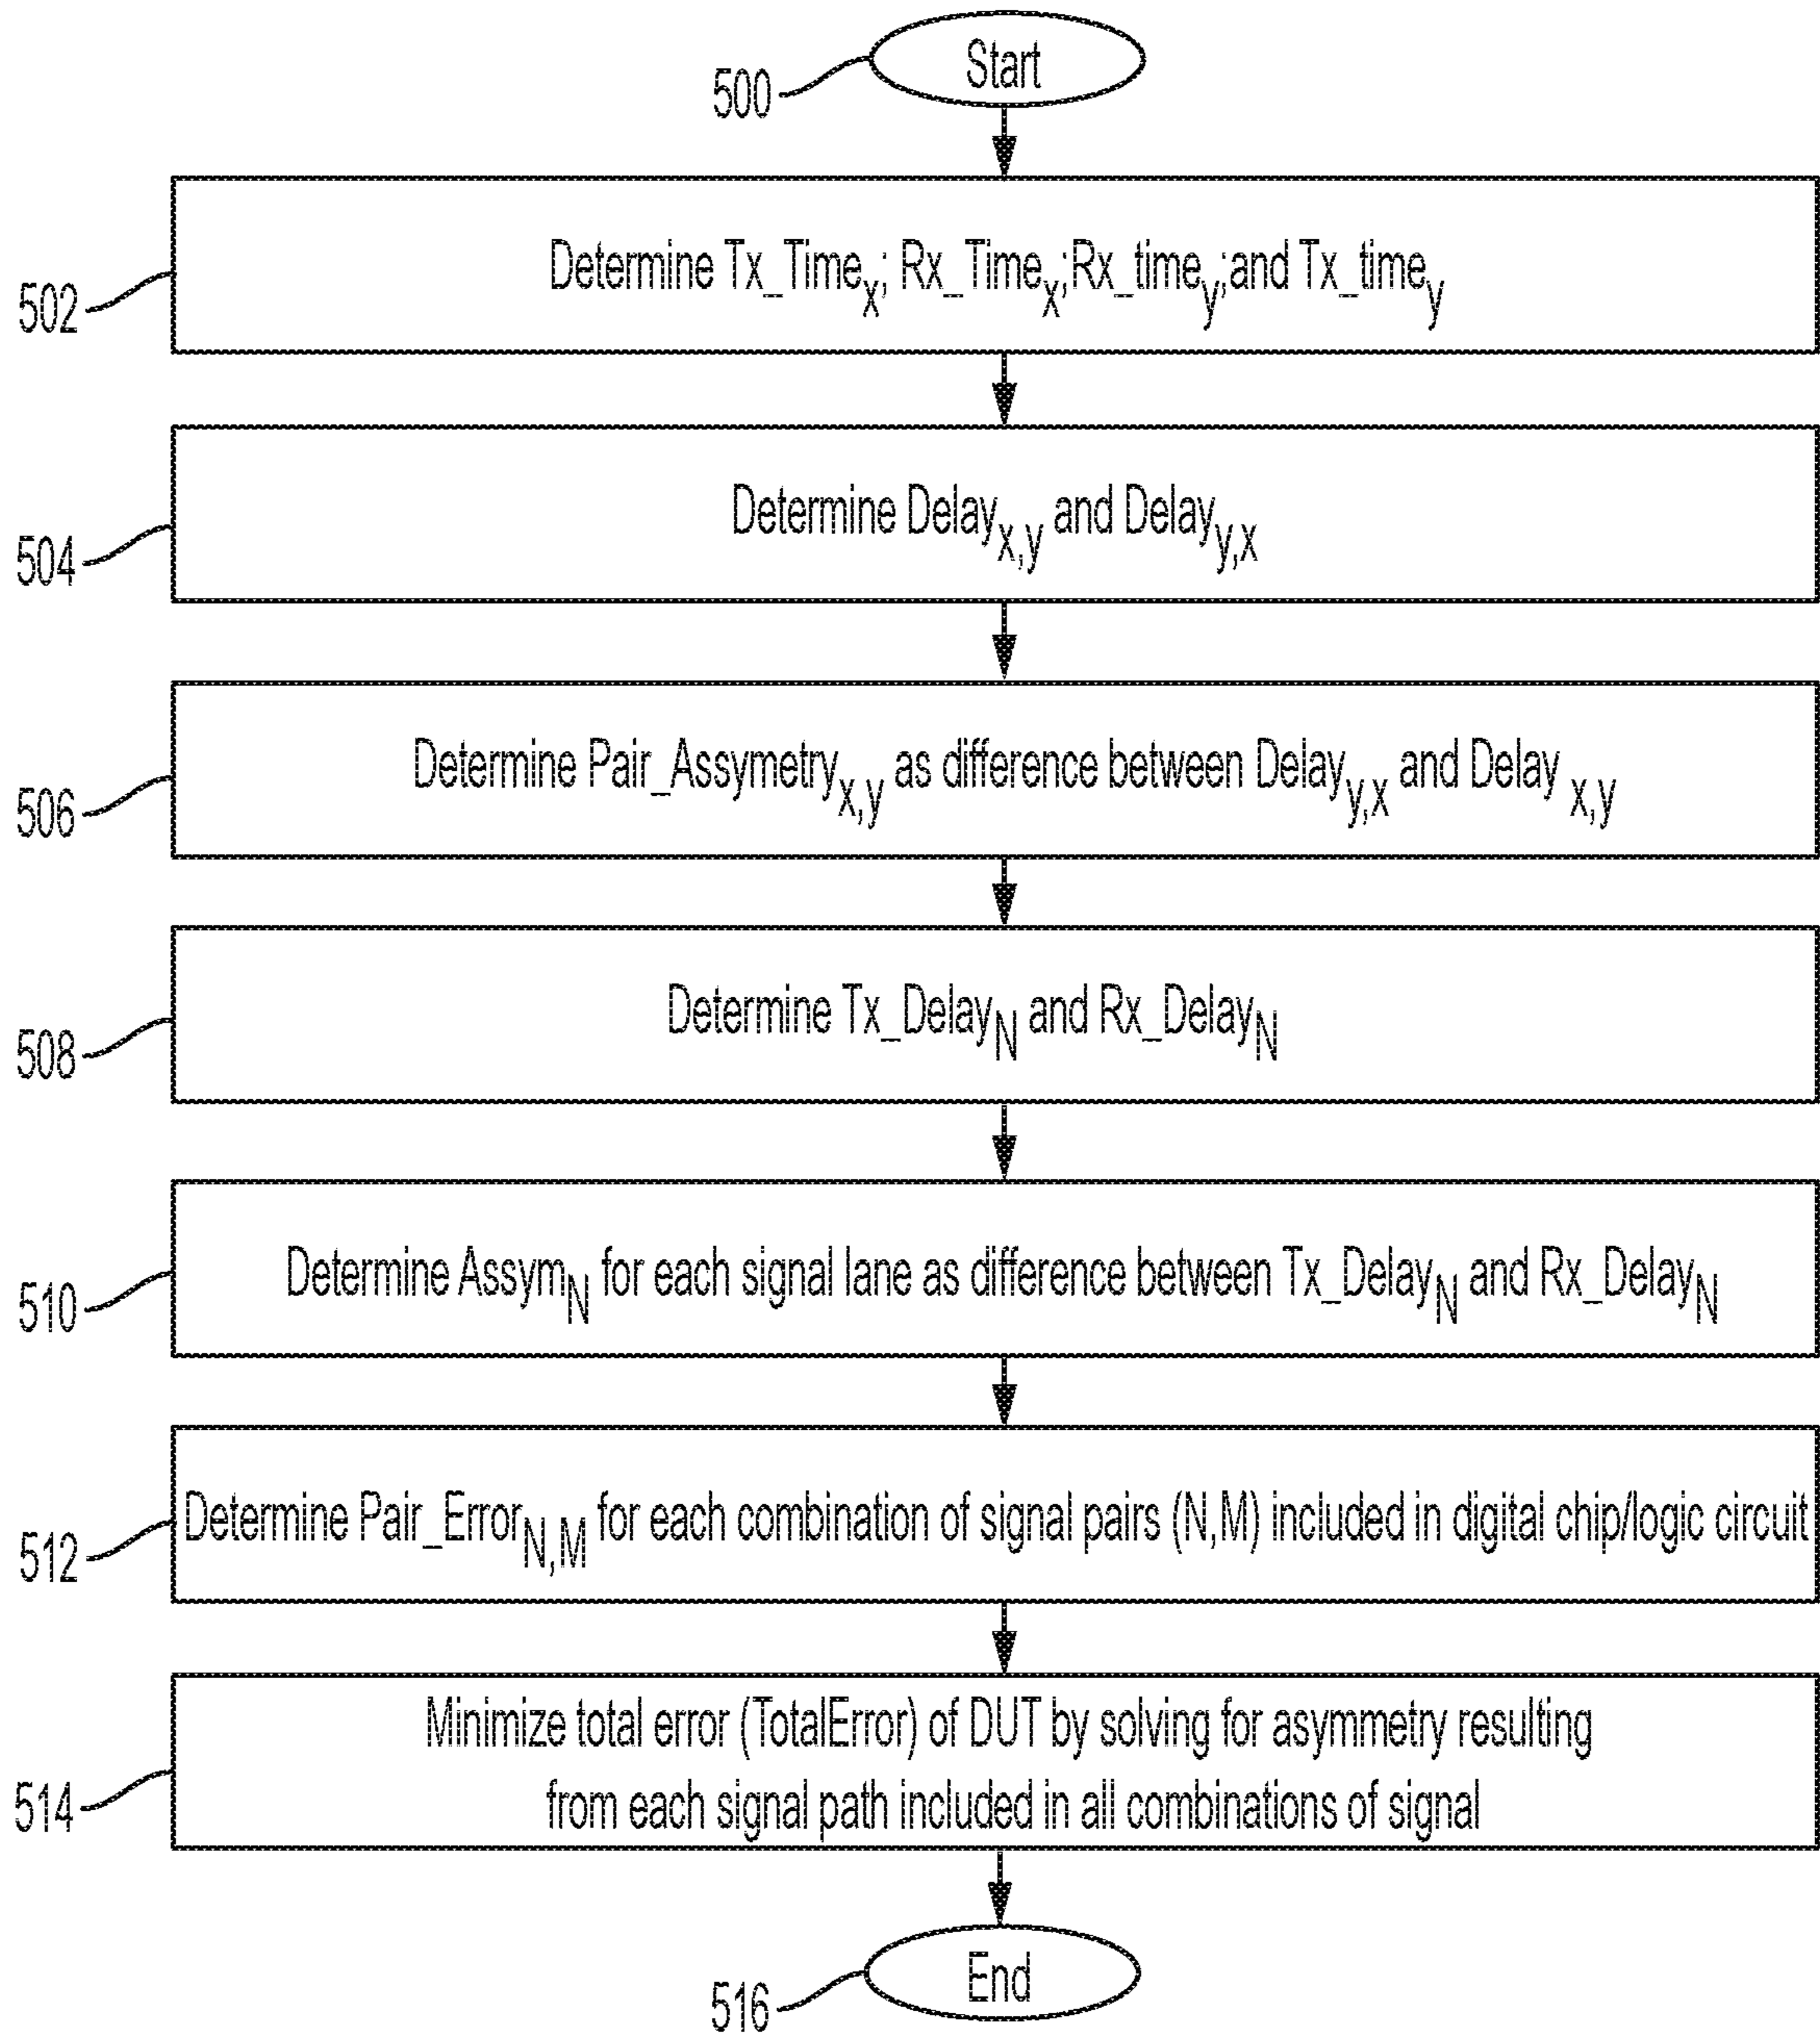 Start
500
Determine Tx_Timex; Rx_Timex;Rx_timey;and Tx_timey
502
Determine Delayx,y and Delayy,x
504
Determine Pair_Assymetryx,y as difference between Delayy,x and Delay x,y
506
Determine Tx_DelayN and Rx_DelayN
508
Determine AssymN for each signal lane as difference between Tx_DelayN and Rx_DelayN
510
Determine Pair_ErrorN,M for each combination of signal pairs (N,M) included in digital chip/logic circuit
512
Minimize total error (TotalError) of DUT by solving for asymmetry resulting
from each signal path included in all combinations of signal
514
End
516